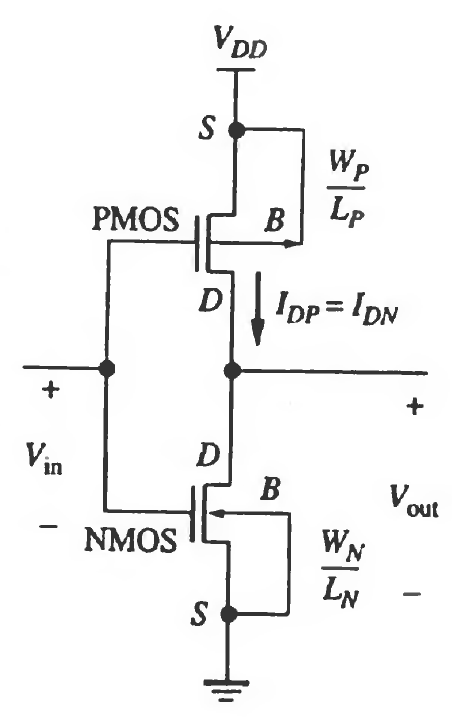 V_DD
S
W_P
L_P
PMOS
B
D
I_DP = I_DN
+
+
V_in
D
B
V_out
−
NMOS
W_N
L_N
−
S